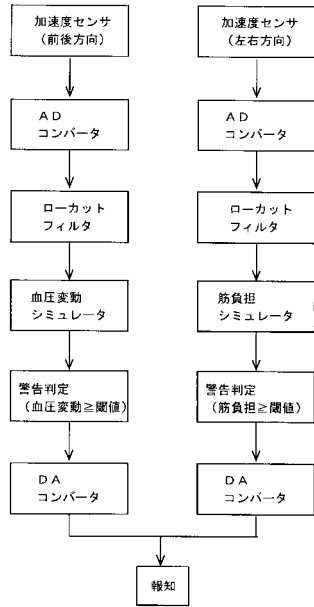 加速度センサ
(前後方向)
AD
コンバータ
ローカット
フィルタ
血圧変動
シミュレータ
警告判定
(血圧変動≧閾値)
DA
コンバータ
加速度センサ
(左右方向)
AD
コンバータ
ローカット
フィルタ
筋負担
シミュレータ
警告判定
(筋負担≧閾値)
DA
コンバータ
報知